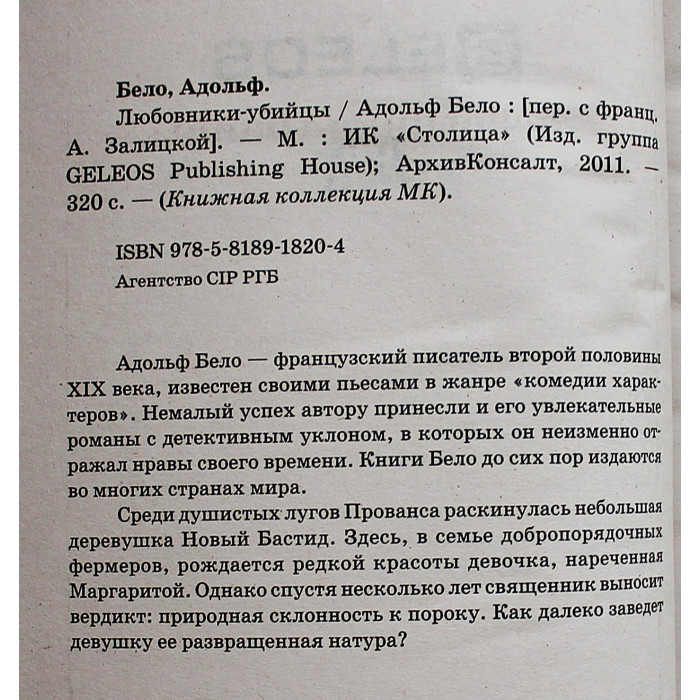 Бело, Адольф.
Любовники-убийцы / Адольф Бело : [пер. с франц.
А. Залицкой]. — М. : ИК «Столица» (Изд. группа
GELEOS Publishing House); АрхивКонсалт, 2011. —
320 с. — (Книжная коллекция МК).
ISBN 978-5-8189-1820-4
Агентство CIP РГБ
Адольф Бело — французский писатель второй половины
XIX века, известен своими пьесами в жанре «комедии харак-
теров». Немалый успех автору принесли и его увлекательные
романы с детективным уклоном, в которых он неизменно от-
ражал нравы своего времени. Книги Бело до сих пор издаются
во многих странах мира.
Среди душистых лугов Прованса раскинулась небольшая
деревушка Новый Бастид. Здесь, в семье добропорядочных
фермеров, рождается редкой красоты девочка, нареченная
Маргаритой. Однако спустя несколько лет священник выносит
вердикт: природная склонность к пороку. Как далеко заведет
девушку ее развращенная натура?